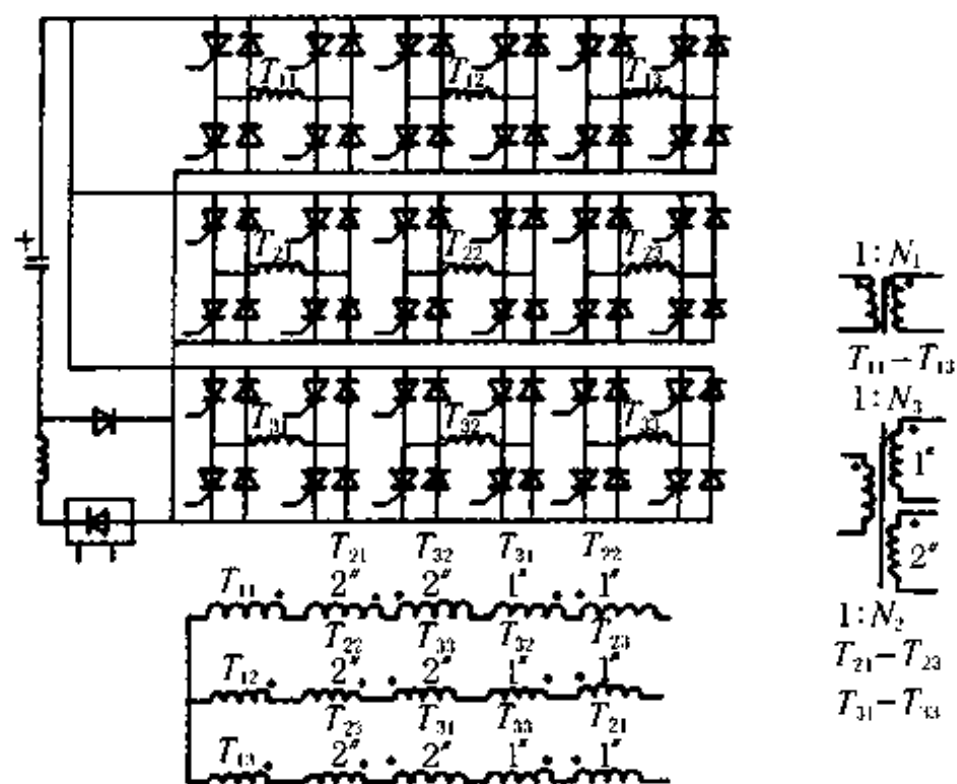 T₁₁ T₁₂ T₁₃
+
T₂₁ T₂₂ T₂₃
T₃₁ T₃₂ T₃₃
1:N₁
T₁₁−T₁₃
1:N₃
1″
2″
1:N₂
T₂₁−T₂₃
T₃₁−T₃₃
T₂₁ T₃₂ T₃₁ T₂₂
T₁₁ 2″ 2″ 1″ 1″
T₂₂ T₃₃ T₃₂ T₂₃
T₁₂ 2″ 2″ 1″ 1″
T₂₃ T₃₁ T₃₃ T₂₁
T₁₃ 2″ 2″ 1″ 1″